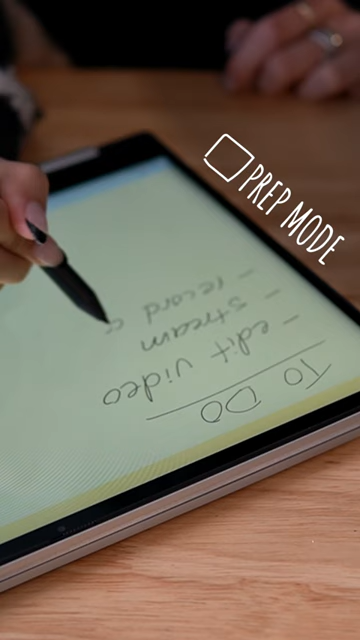 PREP MODE
TO DO
- edit video
- stream
- record c